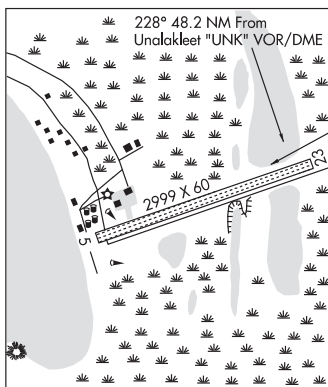 228° 48.2 NM From
Unalakleet "UNK" VOR/DME
23
2999 X 60
5